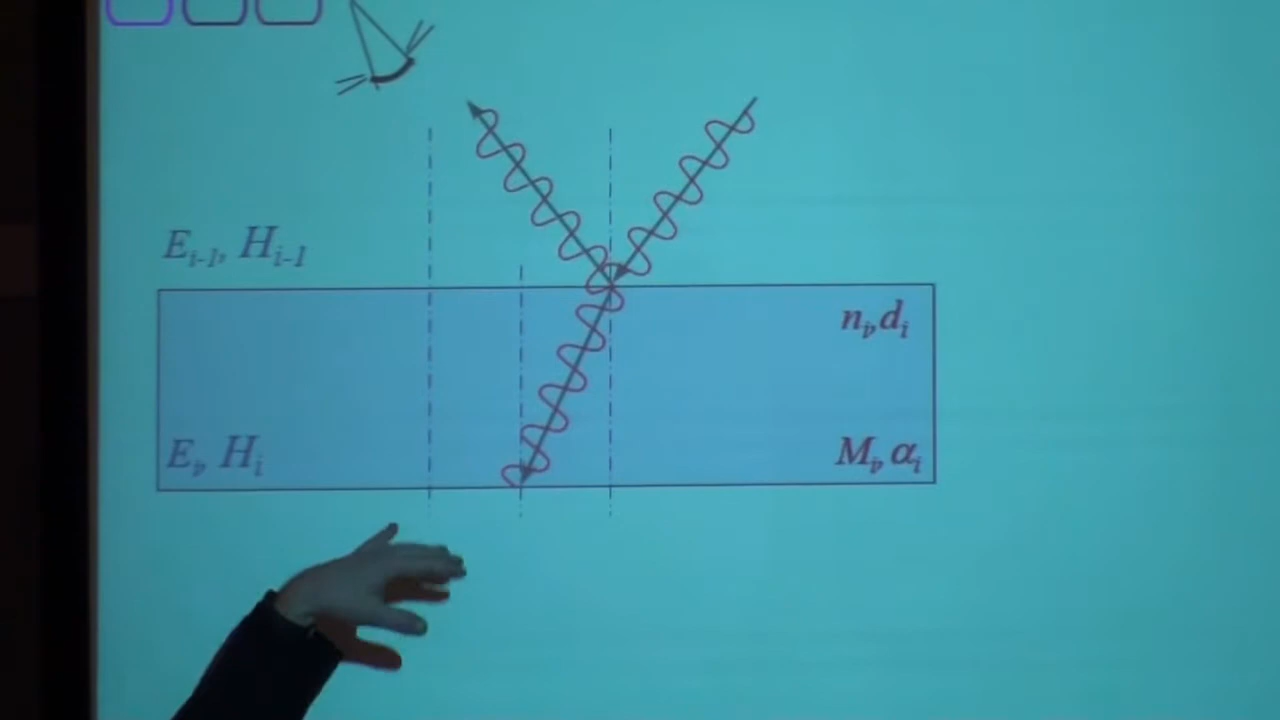 E_{i-1}, H_{i-1}
n_i, d_i
E_i, H_i
M_i, α_i